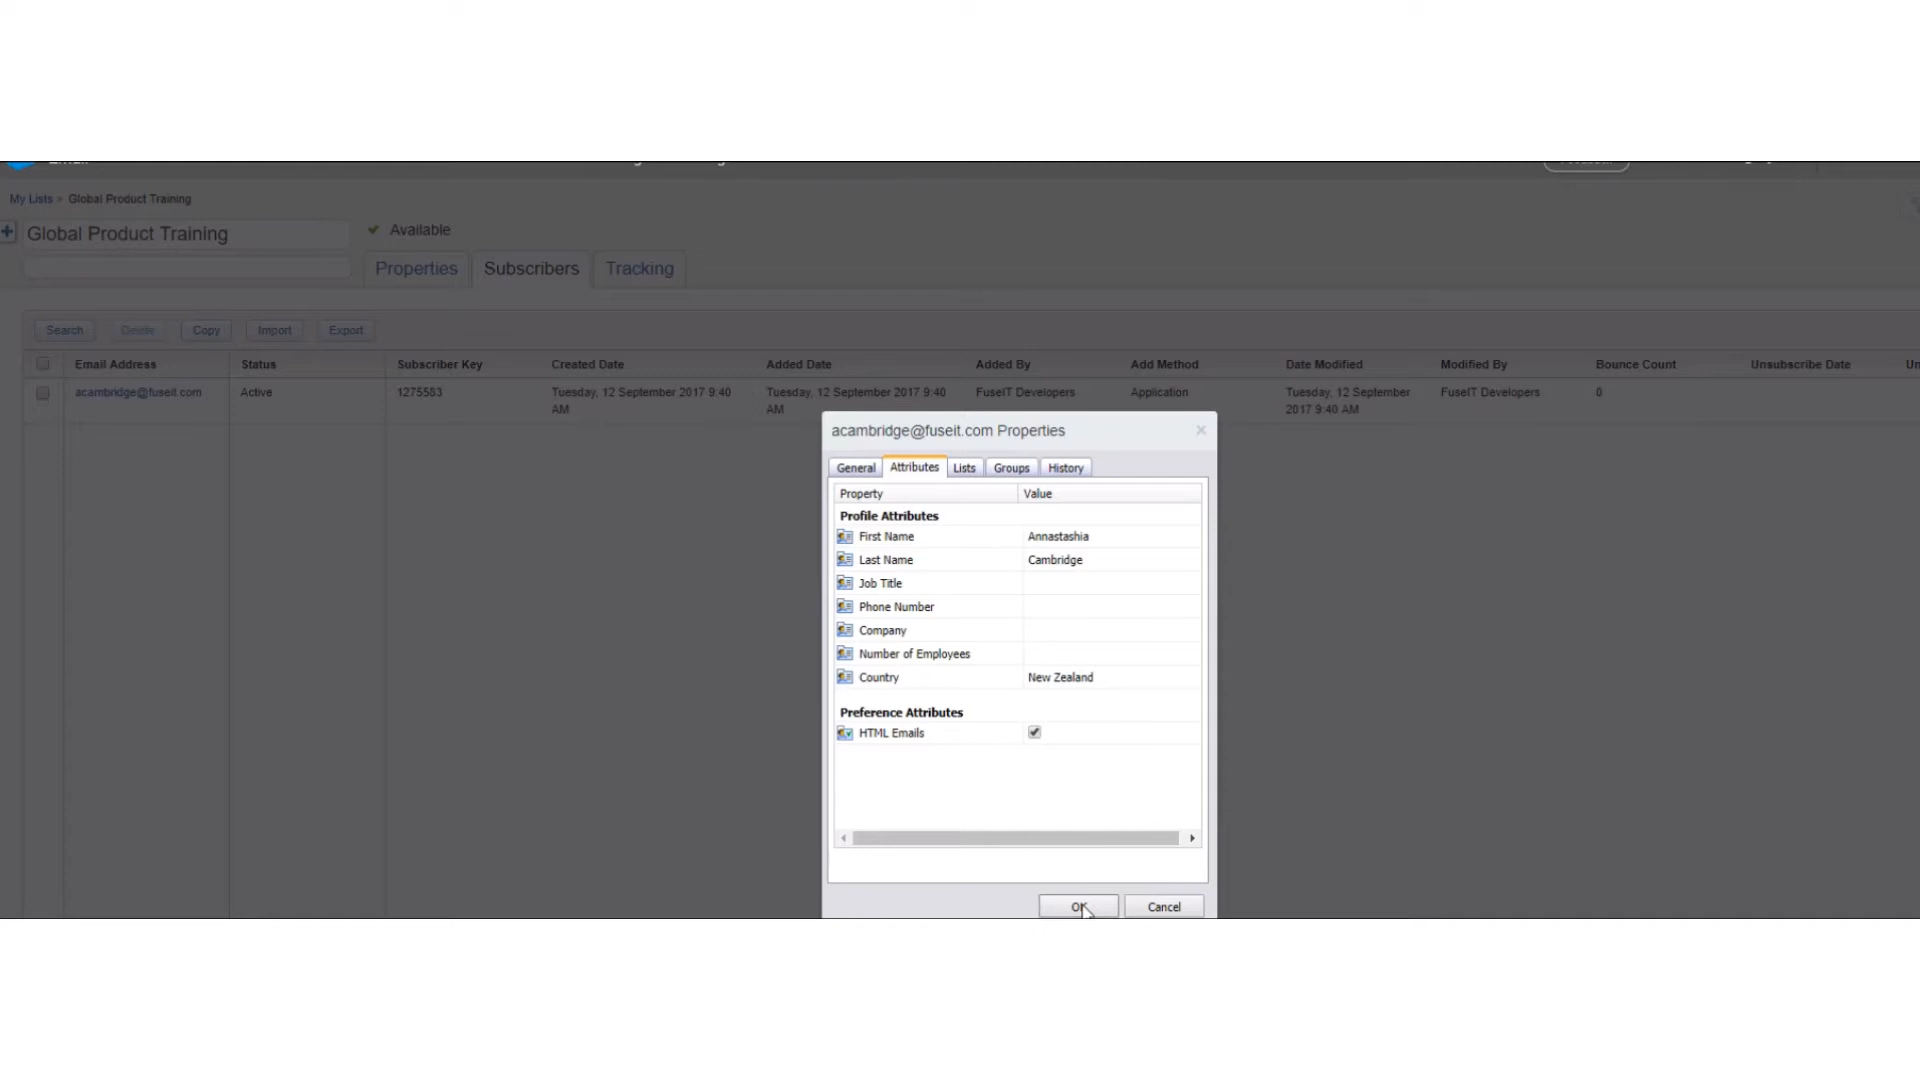 My Lists » Global Product Training
Global Product Training
Available
Properties
Subscribers
Tracking
Search
Delete
Copy
Import
Export
Email Address Status Subscriber Key Created Date Added Date Added By Add Method Date Modified Modified By Bounce Count Unsubscribe Date
acambridge@fuseit.com Active 1275583 Tuesday, 12 September 2017 9:40 Tuesday, 12 September 2017 9:40 FuseIT Developers Application Tuesday, 12 September FuseIT Developers 0
AM AM 2017 9:40 AM
acambridge@fuseit.com Properties
General Attributes Lists Groups History
Property Value
Profile Attributes
First Name Annastashia
Last Name Cambridge
Job Title
Phone Number
Company
Number of Employees
Country New Zealand
Preference Attributes
HTML Emails
OK Cancel